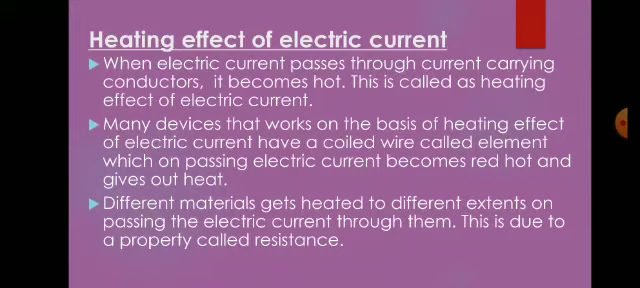 Heating effect of electric current
When electric current passes through current carrying
conductors, it becomes hot. This is called as heating
effect of electric current.
Many devices that works on the basis of heating effect
of electric current have a coiled wire called element
which on passing electric current becomes red hot and
gives out heat.
Different materials gets heated to different extents on
passing the electric current through them. This is due to
a property called resistance.